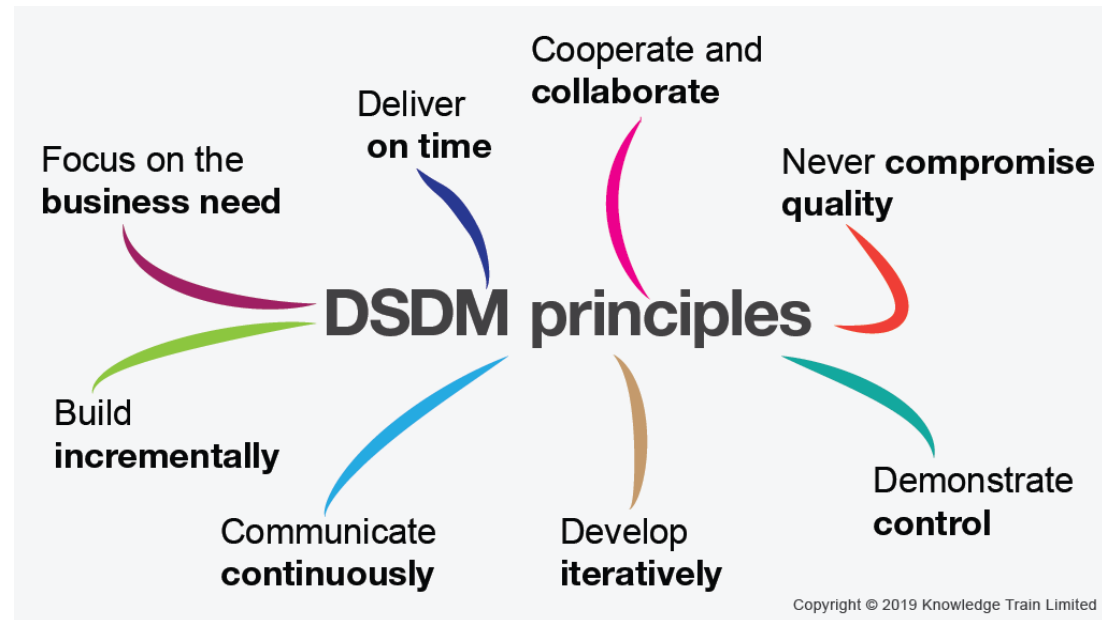 Cooperate and
collaborate
Deliver
on time
Focus on the
business need
Never compromise
quality
DSDM principles
Build
incrementally
Communicate
continuously
Develop
iteratively
Demonstrate
control
Copyright © 2019 Knowledge Train Limited